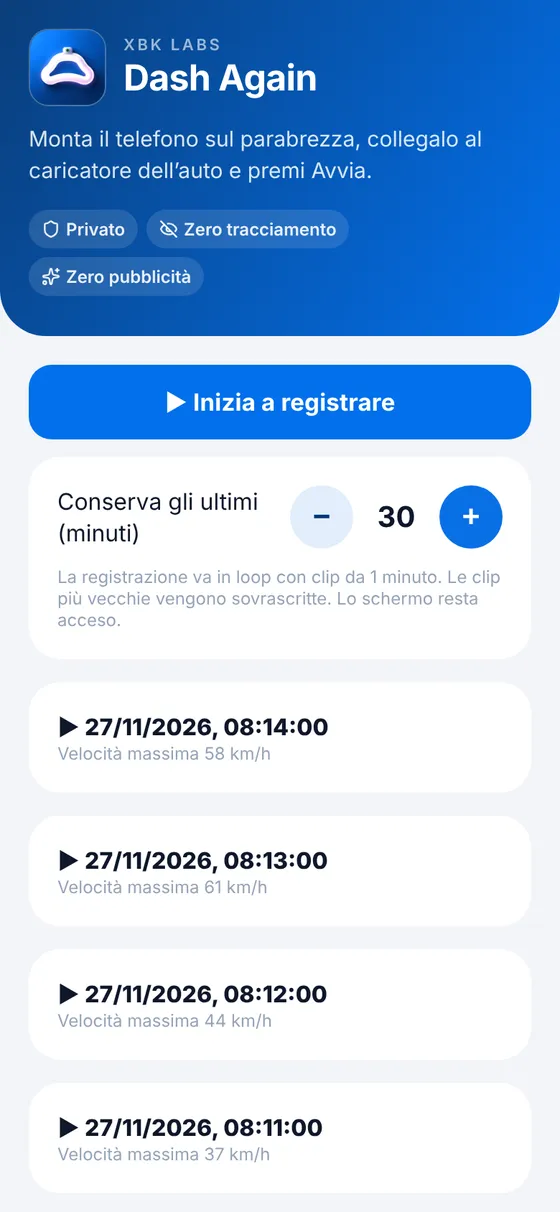 XBK LABS
Dash Again
Monta il telefono sul parabrezza, collegalo al
caricatore dell’auto e premi Avvia.
Privato
Zero tracciamento
Zero pubblicità
▶ Inizia a registrare
Conserva gli ultimi
(minuti)
− 30 +
La registrazione va in loop con clip da 1 minuto. Le clip
più vecchie vengono sovrascritte. Lo schermo resta
acceso.
▶ 27/11/2026, 08:14:00
Velocità massima 58 km/h
▶ 27/11/2026, 08:13:00
Velocità massima 61 km/h
▶ 27/11/2026, 08:12:00
Velocità massima 44 km/h
▶ 27/11/2026, 08:11:00
Velocità massima 37 km/h